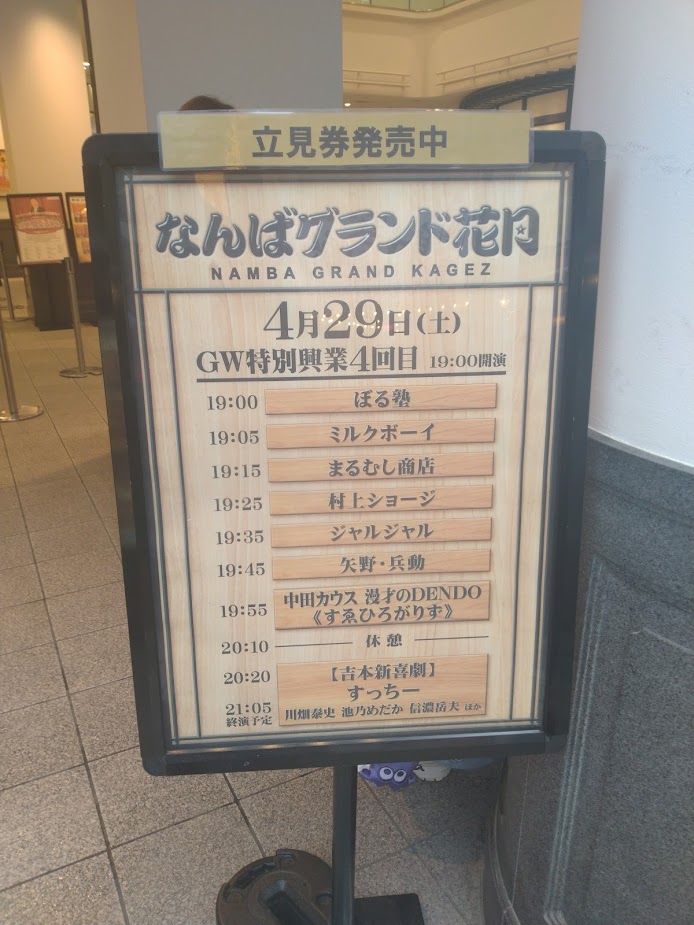 立見券発売中
なんばグランド花月
NAMBA GRAND KAGEZ
4月29日(土)
GW特別興業4回目 19:00開演
19:00 ぼる塾
19:05 ミルクボーイ
19:15 まるむし商店
19:25 村上ショージ
19:35 ジャルジャル
19:45 矢野・兵動
19:55 中田カウス 漫才のDENDO
《すゑひろがりず》
20:10 休憩
20:20 【吉本新喜劇】
すっちー
21:05 川畑泰史 池乃めだか 信濃岳夫 ほか
終演予定